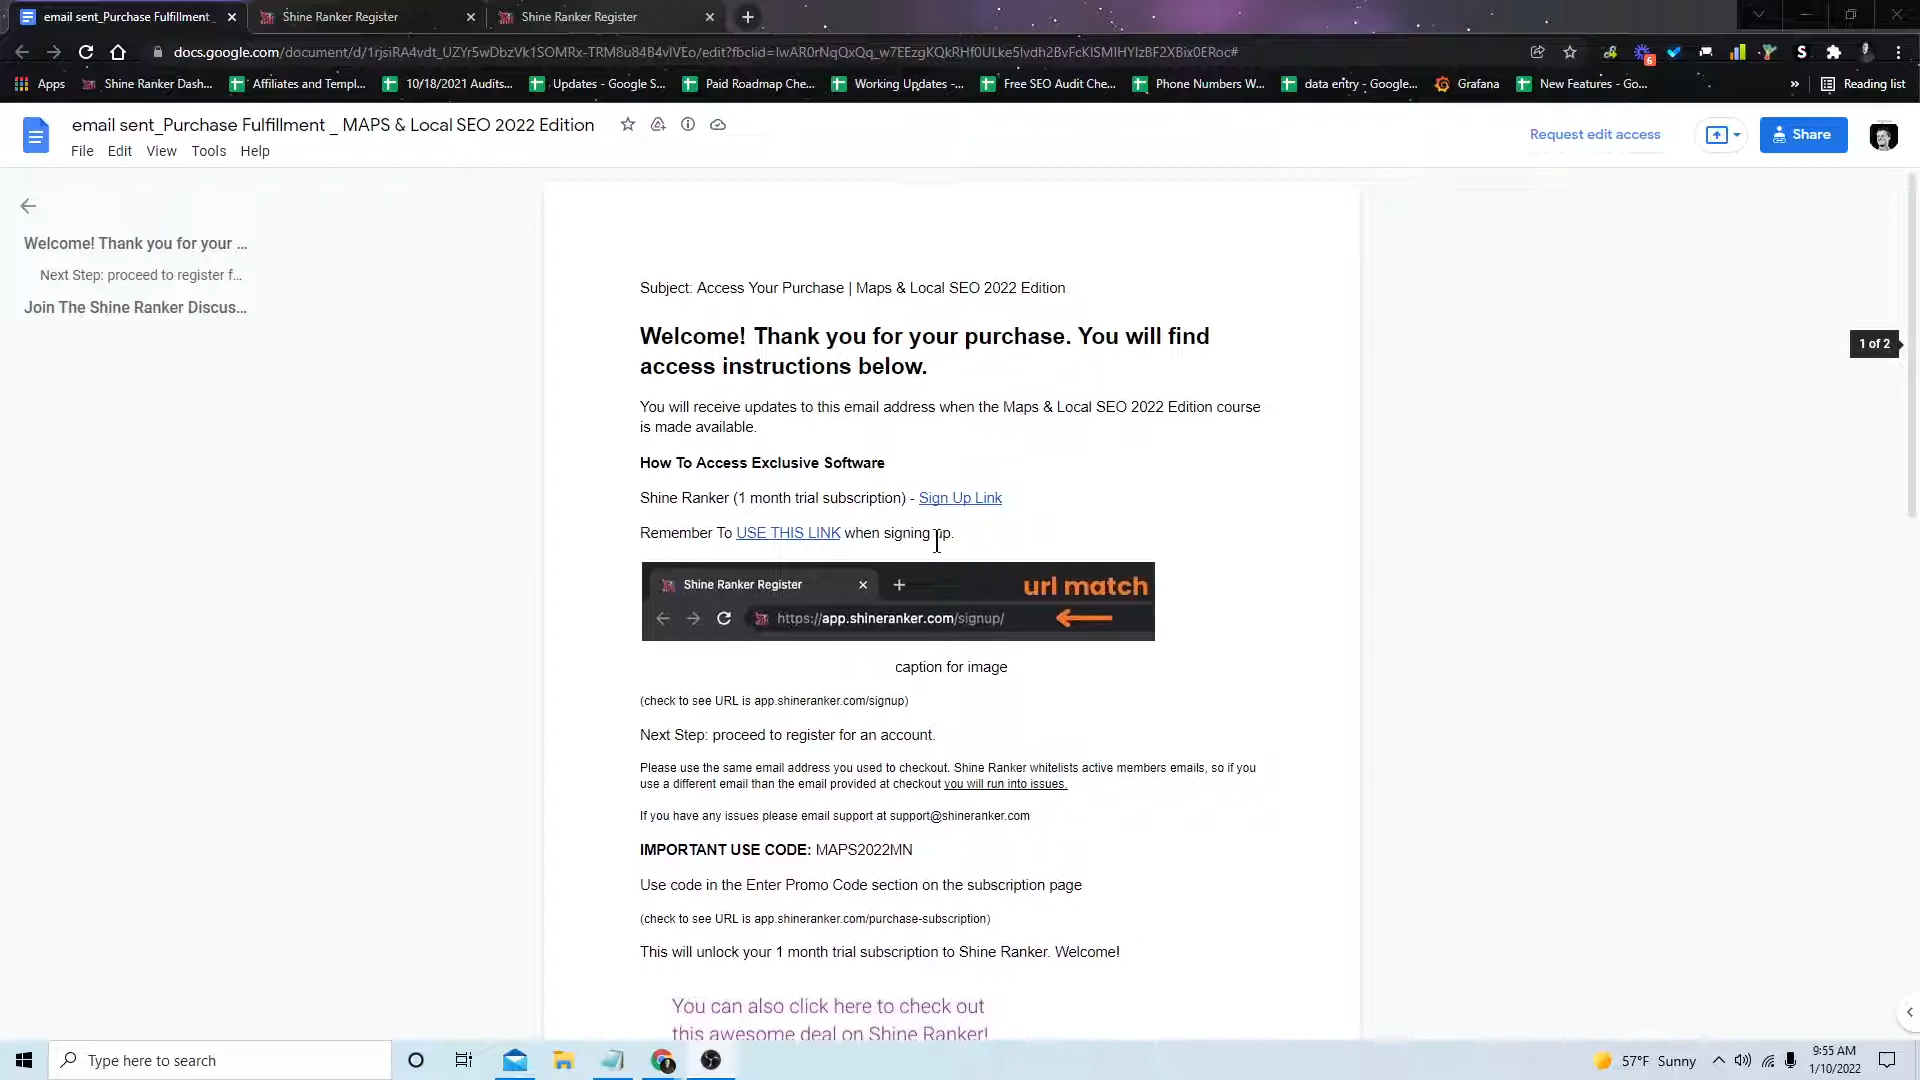 email sent_Purchase Fulfillment _
Shine Ranker Register
Shine Ranker Register
docs.google.com/document/d/1rjsiRA4vdt_UZYr5wDbzVk1SOMRx-TRM8u84B4vlVEo/edit?fbclid=IwAR0rNqQxQq_w7EEzgKQkRHf0ULke5lvdh2BvFcKlSMIHYIzBF2XBix0ERoc#
6
Apps
Shine Ranker Dash...
Affiliates and Templ...
10/18/2021 Audits...
Updates - Google S...
Paid Roadmap Che...
Working Updates -...
Free SEO Audit Che...
Phone Numbers W...
data entry - Google...
Grafana
New Features - Go...
»
Reading list
email sent_Purchase Fulfillment _ MAPS & Local SEO 2022 Edition
File Edit View Tools Help
Request edit access
Share
Welcome! Thank you for your ...
Next Step: proceed to register f...
Join The Shine Ranker Discus...
1 of 2
Subject: Access Your Purchase | Maps & Local SEO 2022 Edition
Welcome! Thank you for your purchase. You will find
access instructions below.
You will receive updates to this email address when the Maps & Local SEO 2022 Edition course
is made available.
How To Access Exclusive Software
Shine Ranker (1 month trial subscription) - Sign Up Link
Remember To USE THIS LINK when signing up.
Shine Ranker Register
url match
https://app.shineranker.com/signup/
caption for image
(check to see URL is app.shineranker.com/signup)
Next Step: proceed to register for an account.
Please use the same email address you used to checkout. Shine Ranker whitelists active members emails, so if you
use a different email than the email provided at checkout you will run into issues.
If you have any issues please email support at support@shineranker.com
IMPORTANT USE CODE: MAPS2022MN
Use code in the Enter Promo Code section on the subscription page
(check to see URL is app.shineranker.com/purchase-subscription)
This will unlock your 1 month trial subscription to Shine Ranker. Welcome!
You can also click here to check out
this awesome deal on Shine Ranker!
Type here to search
57°F Sunny
9:55 AM
1/10/2022